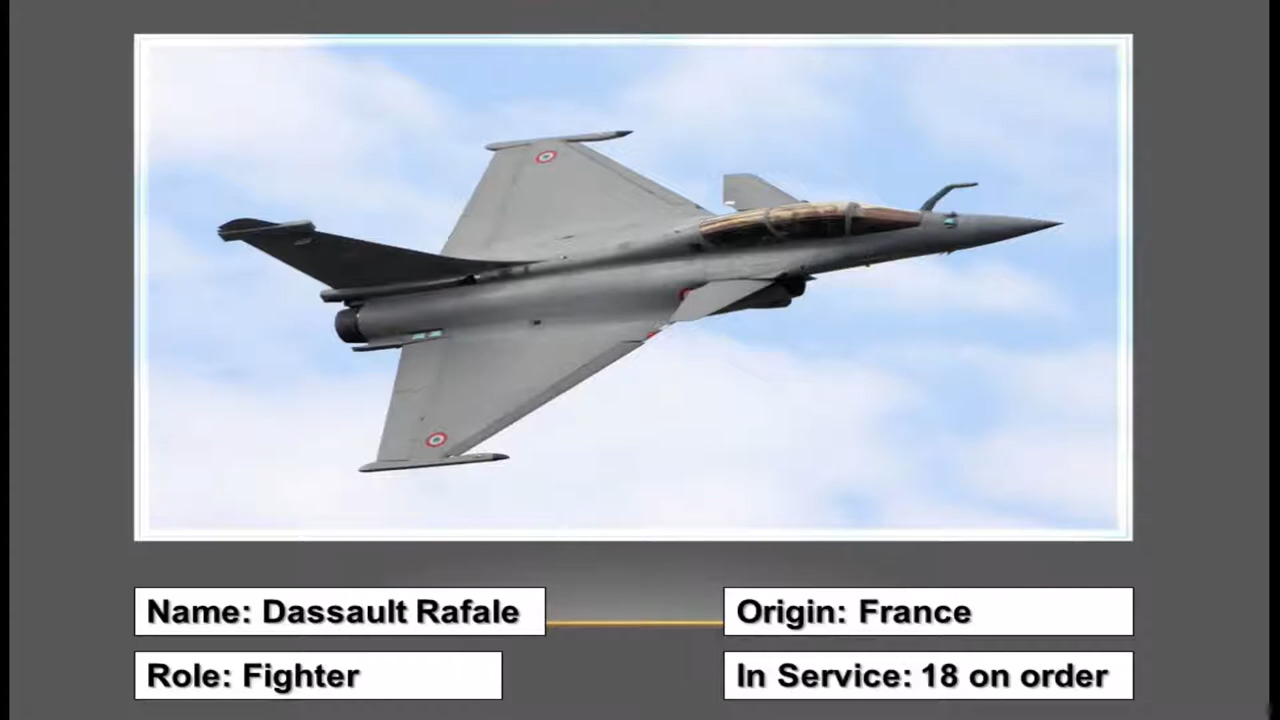 Name: Dassault Rafale
Origin: France
Role: Fighter
In Service: 18 on order